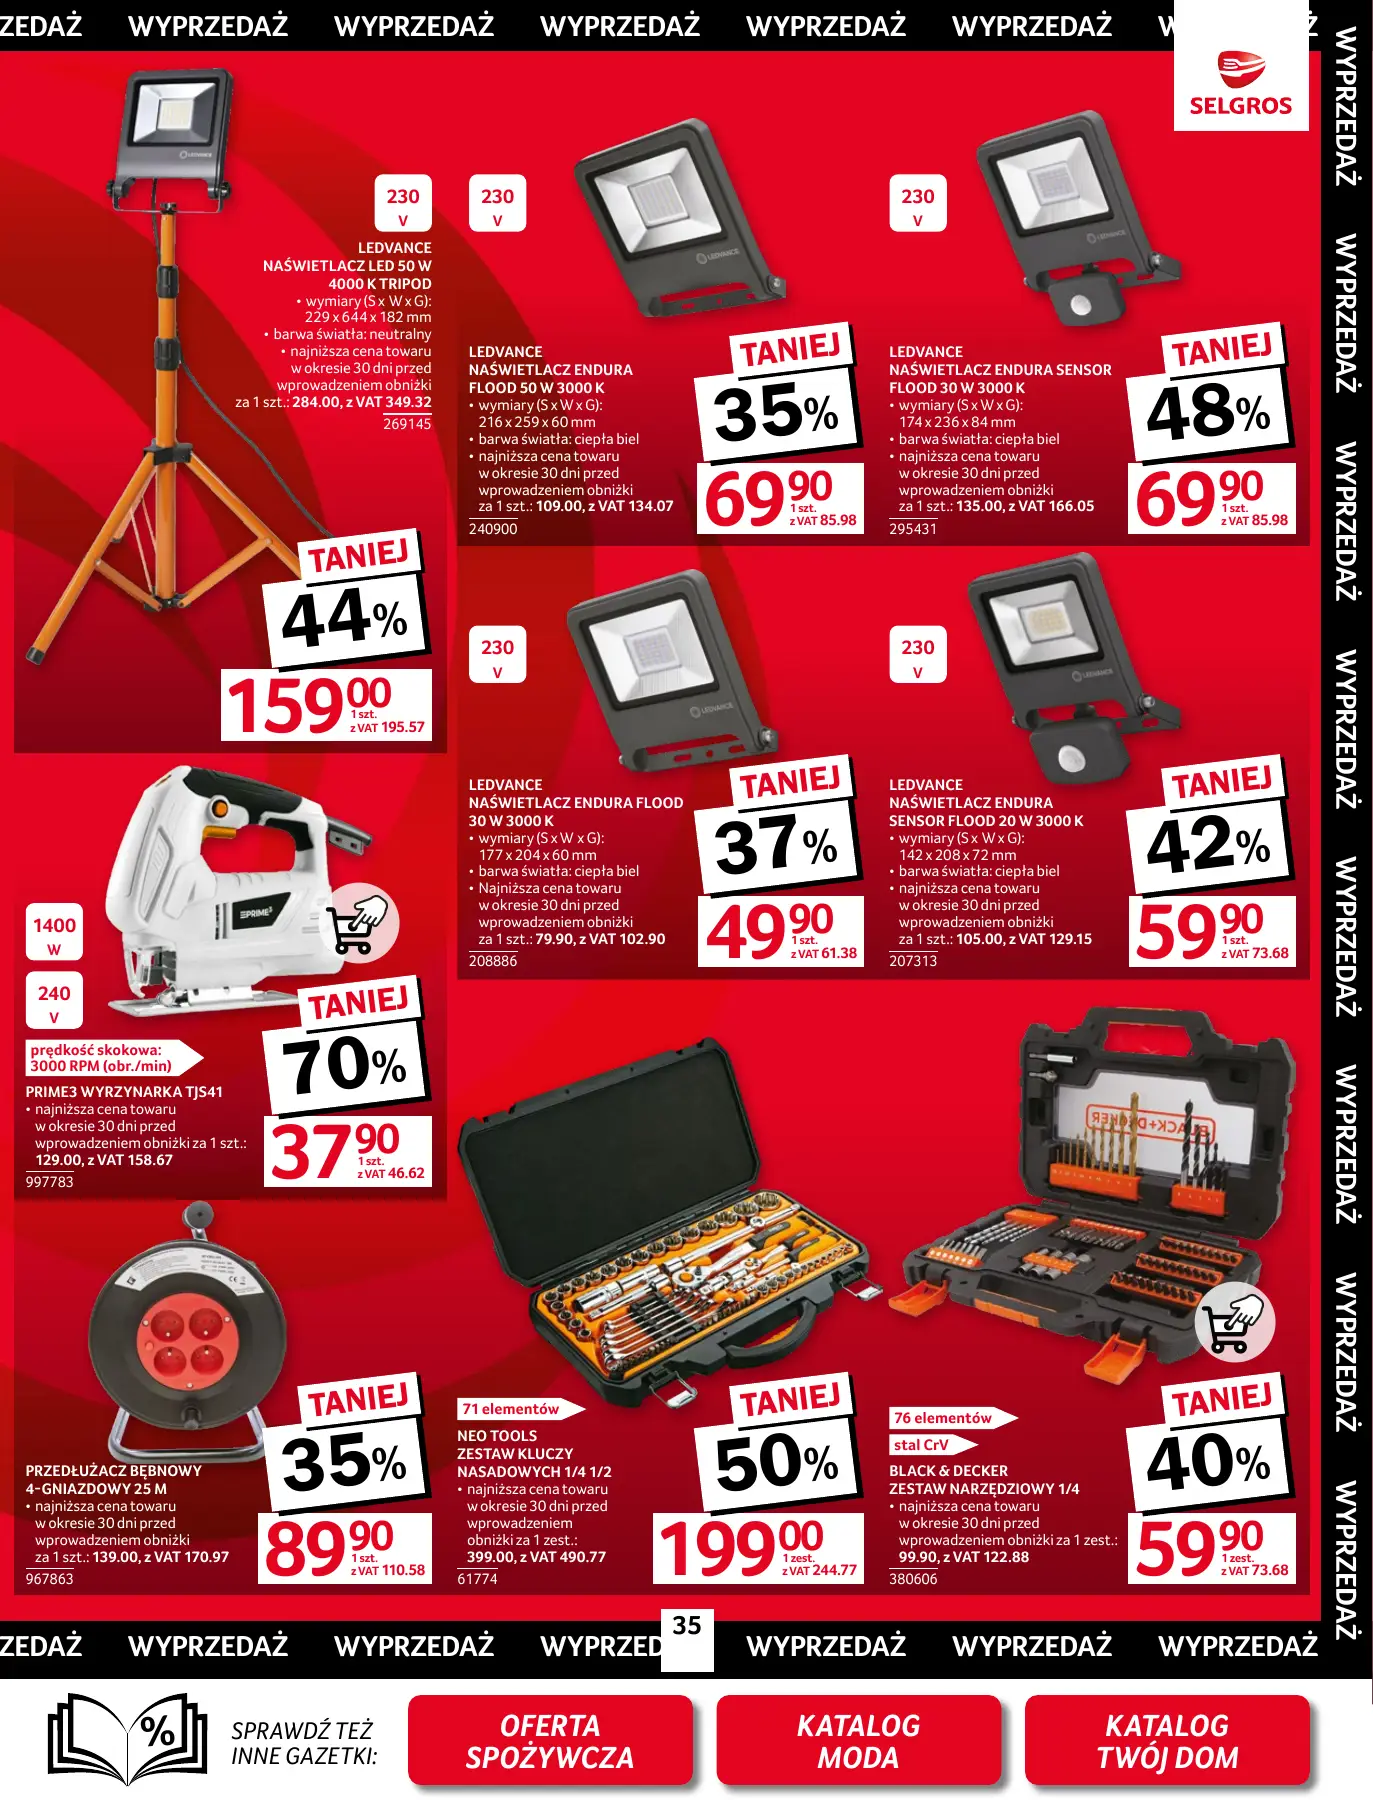 ZEDAŻ WYPRZEDAŻ WYPRZEDAŻ WYPRZEDAŻ WYPRZEDAŻ WYPRZEDAŻ
SELGROS
WYPRZEDAŻ WYPRZEDAŻ WYPRZEDAŻ WYPRZEDAŻ WYPRZEDAŻ WYPRZEDAŻ WYPRZEDAŻ WYPRZEDAŻ
LEDVANCE
230
V
LEDVANCE
NAŚWIETLACZ LED 50 W
4000 K TRIPOD
• wymiary (S x W x G):
229 x 644 x 182 mm
• barwa światła: neutralny
• najniższa cena towaru
w okresie 30 dni przed
wprowadzeniem obniżki
za 1 szt.: 284.00, z VAT 349.32
269145
TANIEJ
44%
159 00
1 szt.
z VAT 195.57
230
V
LEDVANCE
LEDVANCE
NAŚWIETLACZ ENDURA
FLOOD 50 W 3000 K
• wymiary (S x W x G):
216 x 259 x 60 mm
• barwa światła: ciepła biel
• najniższa cena towaru
w okresie 30 dni przed
wprowadzeniem obniżki
za 1 szt.: 109.00, z VAT 134.07
240900
TANIEJ
35%
69 90
1 szt.
z VAT 85.98
230
V
LEDVANCE
LEDVANCE
NAŚWIETLACZ ENDURA SENSOR
FLOOD 30 W 3000 K
• wymiary (S x W x G):
174 x 236 x 84 mm
• barwa światła: ciepła biel
• najniższa cena towaru
w okresie 30 dni przed
wprowadzeniem obniżki
za 1 szt.: 135.00, z VAT 166.05
295431
TANIEJ
48%
69 90
1 szt.
z VAT 85.98
230
V
LEDVANCE
LEDVANCE
NAŚWIETLACZ ENDURA FLOOD
30 W 3000 K
• wymiary (S x W x G):
177 x 204 x 60 mm
• barwa światła: ciepła biel
• Najniższa cena towaru
w okresie 30 dni przed
wprowadzeniem obniżki
za 1 szt.: 79.90, z VAT 102.90
208886
TANIEJ
37%
49 90
1 szt.
z VAT 61.38
230
V
LEDVANCE
LEDVANCE
NAŚWIETLACZ ENDURA
SENSOR FLOOD 20 W 3000 K
• wymiary (S x W x G):
142 x 208 x 72 mm
• barwa światła: ciepła biel
• najniższa cena towaru
w okresie 30 dni przed
wprowadzeniem obniżki
za 1 szt.: 105.00, z VAT 129.15
207313
TANIEJ
42%
59 90
1 szt.
z VAT 73.68
PRIME3
1400
W
240
V
prędkość skokowa:
3000 RPM (obr./min)
PRIME3 WYRZYNARKA TJS41
• najniższa cena towaru
w okresie 30 dni przed
wprowadzeniem obniżki za 1 szt.:
129.00, z VAT 158.67
997783
TANIEJ
70%
37 90
1 szt.
z VAT 46.62
PRZEDŁUŻACZ BĘBNOWY
4-GNIAZDOWY 25 M
• najniższa cena towaru
w okresie 30 dni przed
wprowadzeniem obniżki
za 1 szt.: 139.00, z VAT 170.97
967863
TANIEJ
35%
89 90
1 szt.
z VAT 110.58
71 elementów
NEO TOOLS
ZESTAW KLUCZY
NASADOWYCH 1/4 1/2
• najniższa cena towaru
w okresie 30 dni przed
wprowadzeniem
obniżki za 1 zest.:
399.00, z VAT 490.77
61774
TANIEJ
50%
199 00
1 zest.
z VAT 244.77
BLACK+DECKER
76 elementów
stal CrV
BLACK & DECKER
ZESTAW NARZĘDZIOWY 1/4
• najniższa cena towaru
w okresie 30 dni przed
wprowadzeniem obniżki za 1 zest.:
99.90, z VAT 122.88
380606
TANIEJ
40%
59 90
1 zest.
z VAT 73.68
ZEDAŻ WYPRZEDAŻ WYPRZEDAŻ WYPRZED WYPRZEDAŻ WYPRZEDAŻ WYPRZEDAŻ
35
%
SPRAWDŹ TEŻ
INNE GAZETKI:
OFERTA
SPOŻYWCZA
KATALOG
MODA
KATALOG
TWÓJ DOM